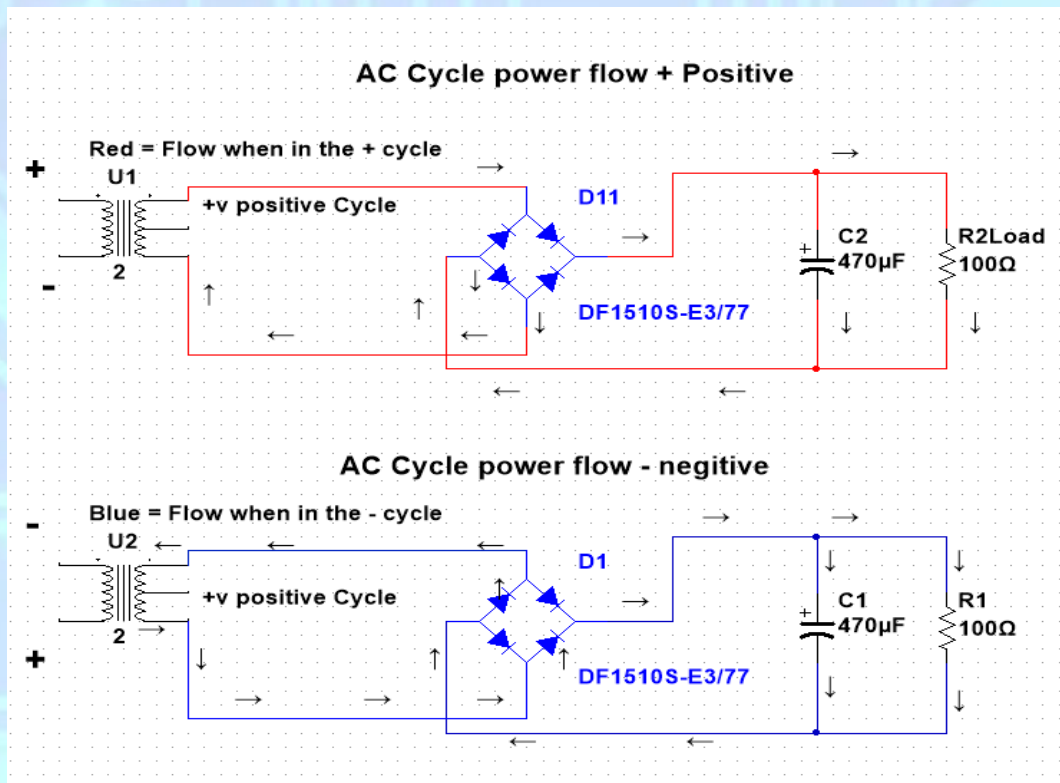 AC Cycle power flow + Positive
Red = Flow when in the + cycle
+
U1
+v positive Cycle
D11
2
-
+
C2
470µF
R2Load
100Ω
DF1510S-E3/77
AC Cycle power flow - negitive
Blue = Flow when in the - cycle
-
U2
D1
+v positive Cycle
2
+
+
C1
470µF
R1
100Ω
DF1510S-E3/77